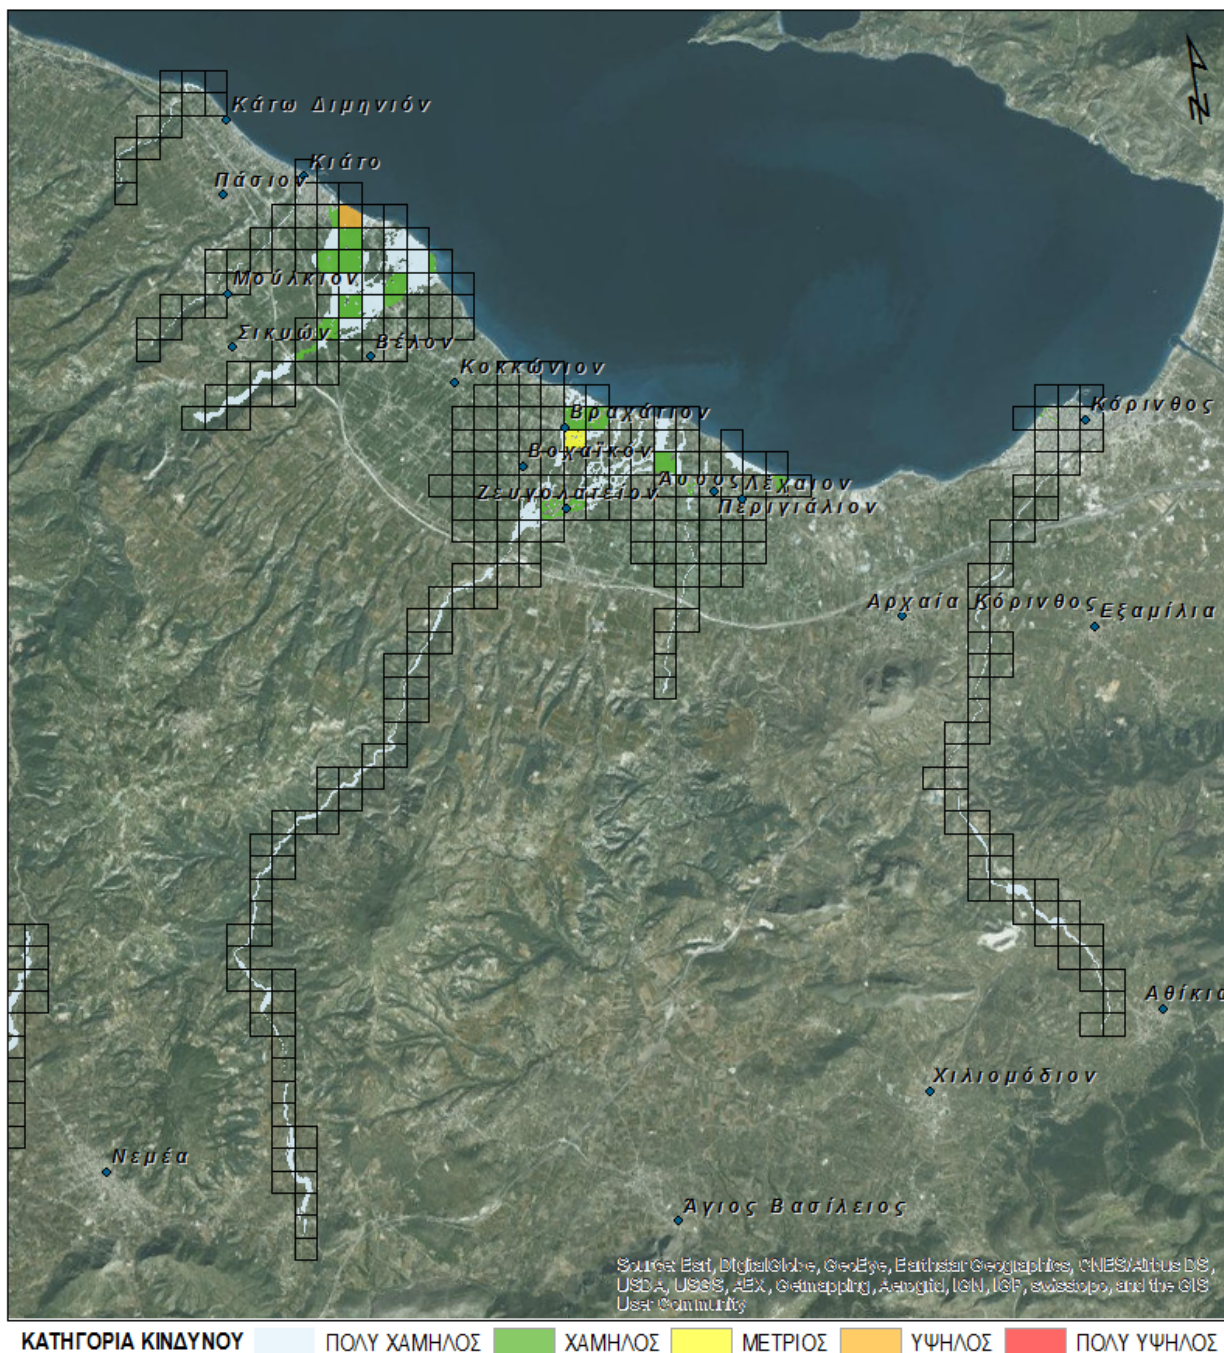 Κάτω Διμηνιόν
Κιάτο
Πάσιον
Μούλκιον
Σικυών
Βέλον
Κοκκώνιον
Βραχάτιον
Κόρινθος
Βοχαϊκόν
Άσσος
Λέχαιον
Ζευγολατειόν
Περιγιάλιον
Αρχαία Κόρινθος
Εξαμίλια
Αθίκια
Χιλιομόδιον
Νεμέα
Άγιος Βασίλειος
Source: Esri, DigitalGlobe, GeoEye, Earthstar Geographics, CNES/Airbus DS,
USDA, USGS, AEX, Getmapping, Aerogrid, IGN, IGP, swisstopo, and the GIS
User Community
ΚΑΤΗΓΟΡΙΑ ΚΙΝΔΥΝΟΥ ΠΟΛΥ ΧΑΜΗΛΟΣ ΧΑΜΗΛΟΣ ΜΕΤΡΙΟΣ ΥΨΗΛΟΣ ΠΟΛΥ ΥΨΗΛΟΣ